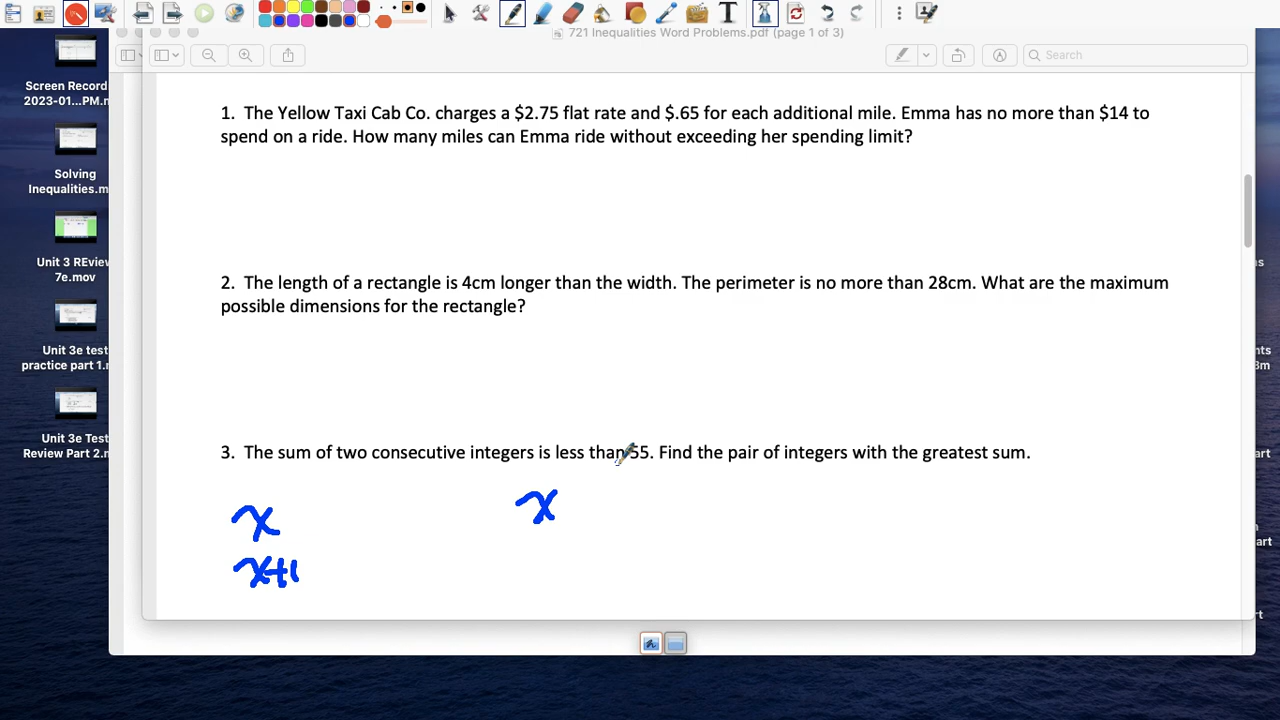 721 Inequalities Word Problems.pdf (page 1 of 3)
Search
Screen Record
2023-01...PM.m
Solving
Inequalities.m
Unit 3 REview
7e.mov
Unit 3e test
practice part 1.m
Unit 3e Test
Review Part 2.m
1. The Yellow Taxi Cab Co. charges a $2.75 flat rate and $.65 for each additional mile. Emma has no more than $14 to
spend on a ride. How many miles can Emma ride without exceeding her spending limit?
2. The length of a rectangle is 4cm longer than the width. The perimeter is no more than 28cm. What are the maximum
possible dimensions for the rectangle?
3. The sum of two consecutive integers is less than 55. Find the pair of integers with the greatest sum.
x
x
x+1